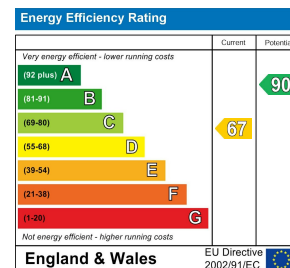 Energy Efficiency Rating
Current Potentia
Very energy efficient - lower running costs
(92 plus) A
(81-91) B
(69-80) C
(55-68) D
(39-54) E
(21-38) F
(1-20) G
67
90
Not energy efficient - higher running costs
England & Wales
EU Directive
2002/91/EC